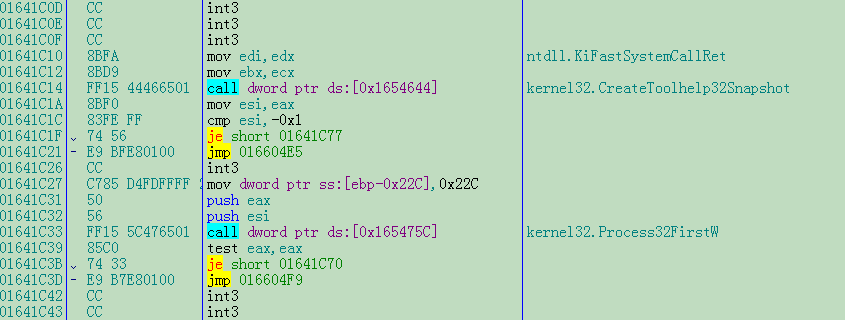 01641C0D CC int3
01641C0E CC int3
01641C0F CC int3
01641C10 8BFA mov edi,edx ntdll.KiFastSystemCallRet
01641C12 8BD9 mov ebx,ecx
01641C14 FF15 44466501 call dword ptr ds:[0x1654644] kernel32.CreateToolhelp32Snapshot
01641C1A 8BF0 mov esi,eax
01641C1C 83FE FF cmp esi,-0x1
01641C1F 74 56 je short 01641C77
01641C21 - E9 BFE80100 jmp 016604E5
01641C26 CC int3
01641C27 C785 D4FDFFFF mov dword ptr ss:[ebp-0x22C],0x22C
01641C31 50 push eax
01641C32 56 push esi
01641C33 FF15 5C476501 call dword ptr ds:[0x165475C] kernel32.Process32FirstW
01641C39 85C0 test eax,eax
01641C3B 74 33 je short 01641C70
01641C3D - E9 B7E80100 jmp 016604F9
01641C42 CC int3
01641C43 CC int3